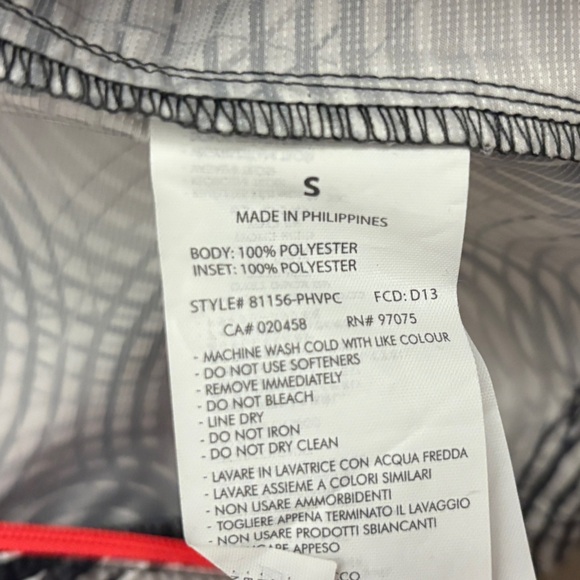 S
MADE IN PHILIPPINES
BODY: 100% POLYESTER
INSET: 100% POLYESTER
STYLE# 81156-PHVPC FCD: D13
CA# 020458 RN# 97075
- MACHINE WASH COLD WITH LIKE COLOUR
- DO NOT USE SOFTENERS
- REMOVE IMMEDIATELY
- DO NOT BLEACH
- LINE DRY
- DO NOT IRON
- DO NOT DRY CLEAN
- LAVARE IN LAVATRICE CON ACQUA FREDDA
- LAVARE ASSIEME A COLORI SIMILARI
- NON USARE AMMORBIDENTI
- TOGLIERE APPENA TERMINATO IL LAVAGGIO
- NON USARE PRODOTTI SBIANCANTI
APPESO